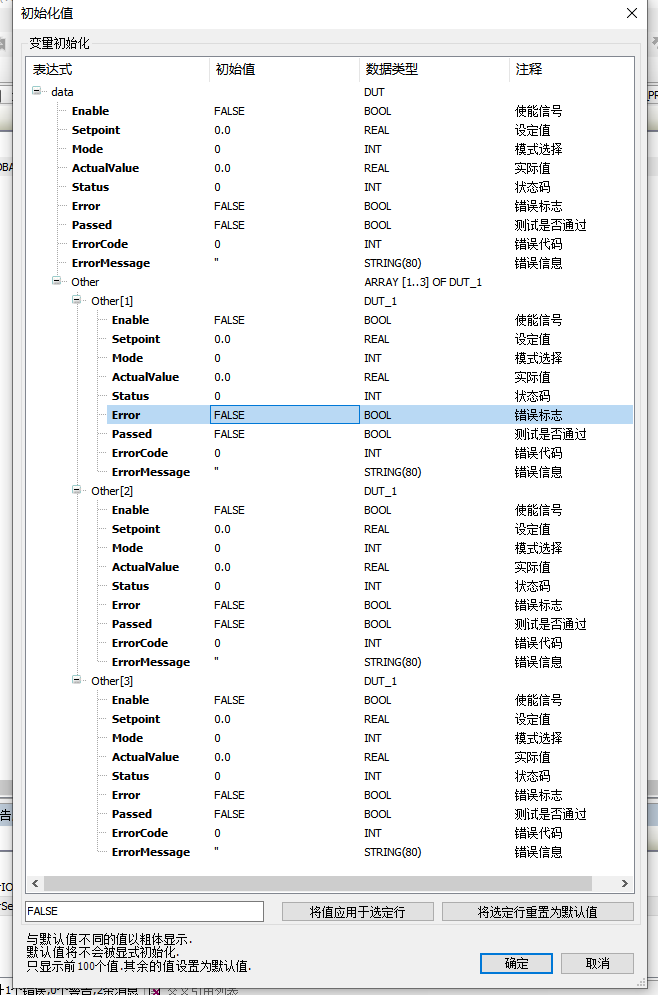 初始化值
变量初始化
表达式 初始值 数据类型 注释
data DUT
Enable FALSE BOOL 使能信号
Setpoint 0.0 REAL 设定值
Mode 0 INT 模式选择
ActualValue 0.0 REAL 实际值
Status 0 INT 状态码
Error FALSE BOOL 错误标志
Passed FALSE BOOL 测试是否通过
ErrorCode 0 INT 错误代码
ErrorMessage '' STRING(80) 错误信息
Other ARRAY [1..3] OF DUT_1
Other[1] DUT_1
Enable FALSE BOOL 使能信号
Setpoint 0.0 REAL 设定值
Mode 0 INT 模式选择
ActualValue 0.0 REAL 实际值
Status 0 INT 状态码
Error FALSE BOOL 错误标志
Passed FALSE BOOL 测试是否通过
ErrorCode 0 INT 错误代码
ErrorMessage '' STRING(80) 错误信息
Other[2] DUT_1
Enable FALSE BOOL 使能信号
Setpoint 0.0 REAL 设定值
Mode 0 INT 模式选择
ActualValue 0.0 REAL 实际值
Status 0 INT 状态码
Error FALSE BOOL 错误标志
Passed FALSE BOOL 测试是否通过
ErrorCode 0 INT 错误代码
ErrorMessage '' STRING(80) 错误信息
Other[3] DUT_1
Enable FALSE BOOL 使能信号
Setpoint 0.0 REAL 设定值
Mode 0 INT 模式选择
ActualValue 0.0 REAL 实际值
Status 0 INT 状态码
Error FALSE BOOL 错误标志
Passed FALSE BOOL 测试是否通过
ErrorCode 0 INT 错误代码
ErrorMessage '' STRING(80) 错误信息
FALSE 将值应用于选定行 将选定行重置为默认值
与默认值不同的值以粗体显示.
默认值将不会被显式初始化.
只显示前100个值.其余的值设置为默认值.
确定 取消